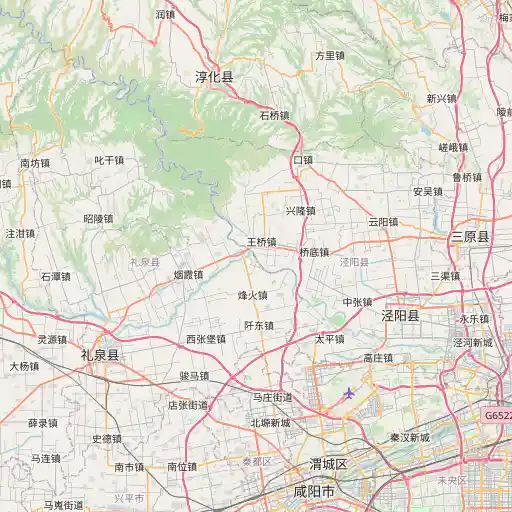 润镇
方里镇
淳化县
新兴镇
石桥镇
嵯峨镇
南坊镇
叱干镇
口镇
鲁桥镇
安吴镇
兴隆镇
昭陵镇
云阳镇
注泔镇
三原县
王桥镇
桥底镇
礼泉县
泾阳县
石潭镇
烟霞镇
三渠镇
烽火镇
中张镇
泾阳县
永乐镇
阡东镇
灵源镇
西张堡镇
太平镇
泾河新城
礼泉县
高庄镇
大杨镇
骏马镇
店张街道
马庄街道
G6522
薛录镇
北塬新城
史德镇
秦汉新城
马连镇
秦都区
南市镇
南位镇
渭城区
未央区
兴平市
咸阳市
马嵬街道